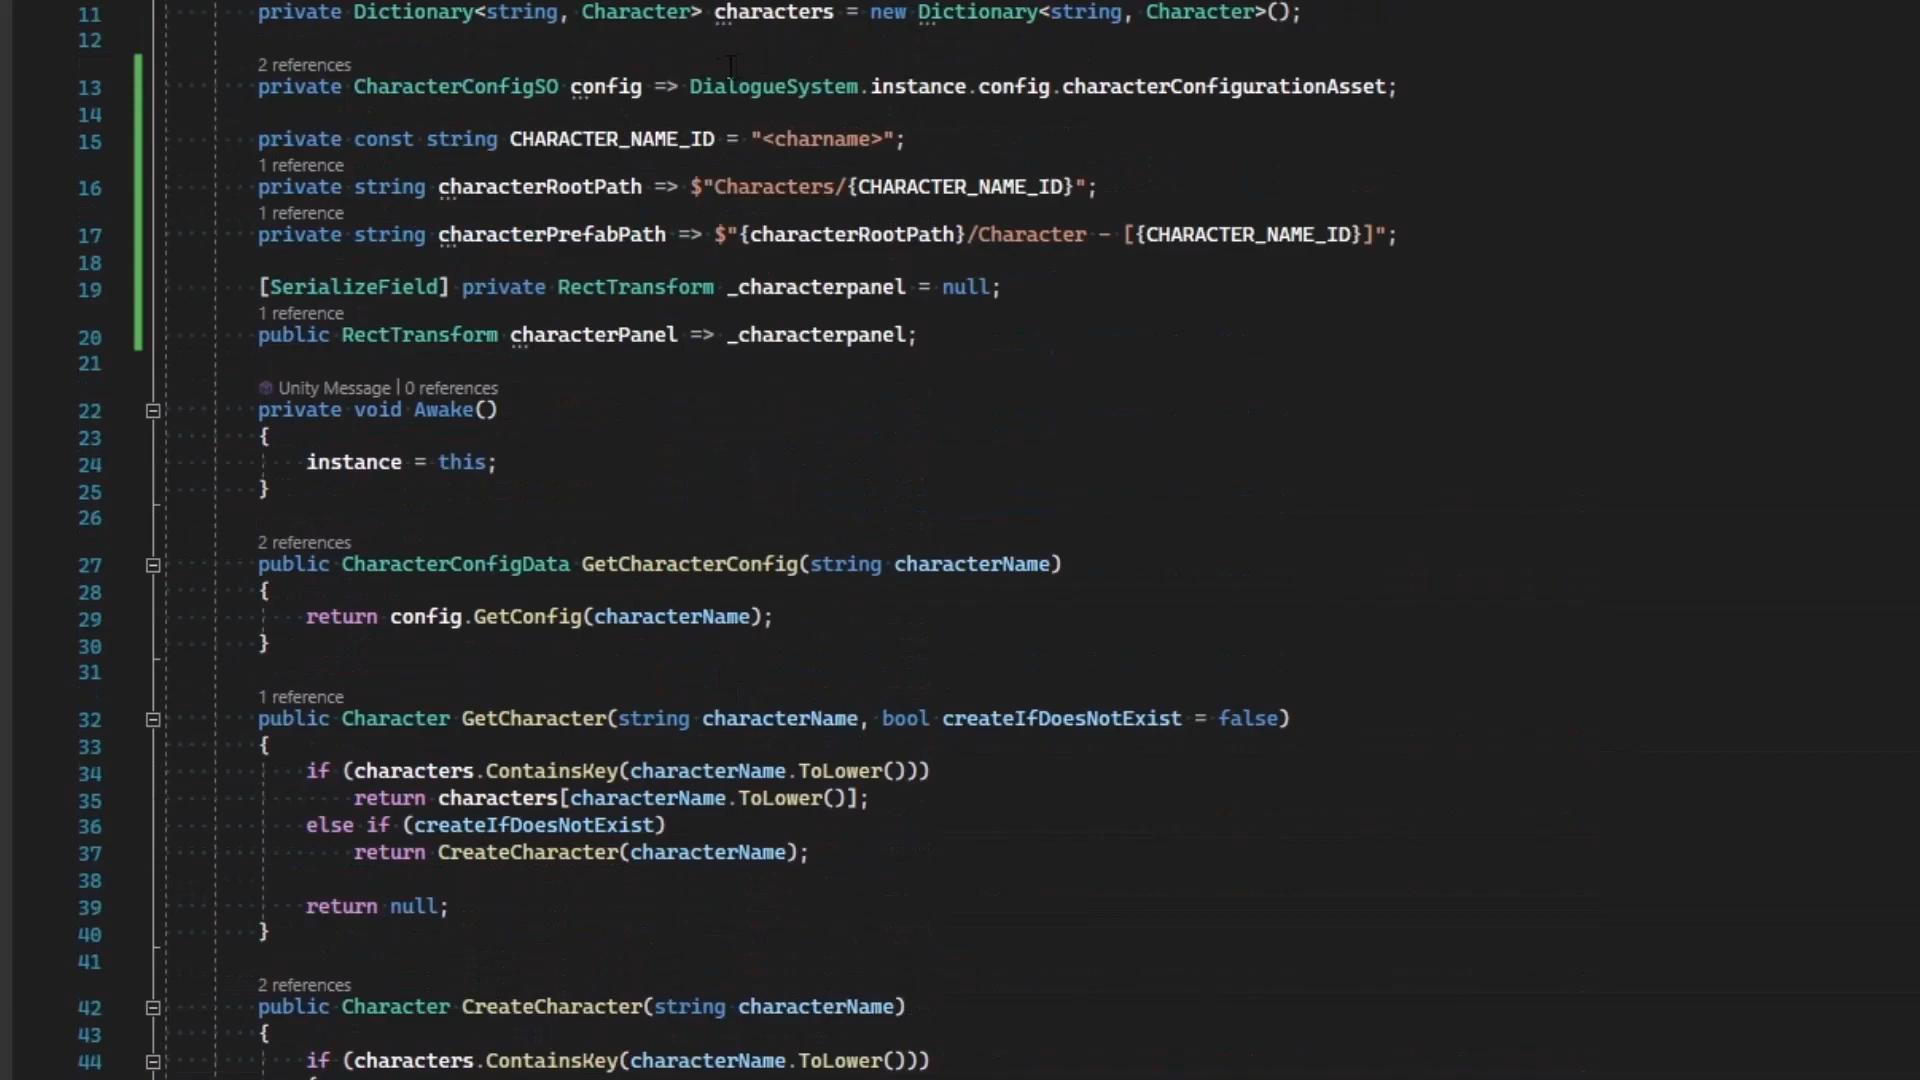 11 private Dictionary<string, Character> characters = new Dictionary<string, Character>();
12
2 references
13 private CharacterConfigSO config => DialogueSystem.instance.config.characterConfigurationAsset;
14
15 private const string CHARACTER_NAME_ID = "<charname>";
1 reference
16 private string characterRootPath => $"Characters/{CHARACTER_NAME_ID}";
1 reference
17 private string characterPrefabPath => $"{characterRootPath}/Character - [{CHARACTER_NAME_ID}]";
18
19 [SerializeField] private RectTransform _characterpanel = null;
1 reference
20 public RectTransform characterPanel => _characterpanel;
21
Unity Message | 0 references
22 private void Awake()
23 {
24 instance = this;
25 }
26
2 references
27 public CharacterConfigData GetCharacterConfig(string characterName)
28 {
29 return config.GetConfig(characterName);
30 }
31
1 reference
32 public Character GetCharacter(string characterName, bool createIfDoesNotExist = false)
33 {
34 if (characters.ContainsKey(characterName.ToLower()))
35 return characters[characterName.ToLower()];
36 else if (createIfDoesNotExist)
37 return CreateCharacter(characterName);
38
39 return null;
40 }
41
2 references
42 public Character CreateCharacter(string characterName)
43 {
44 if (characters.ContainsKey(characterName.ToLower()))